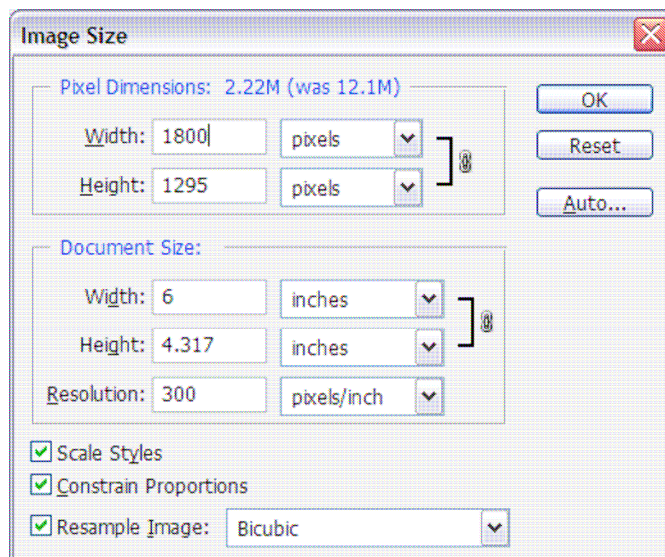 Image Size
Pixel Dimensions: 2.22M (was 12.1M)
OK
Width: 1800 pixels
Reset
Height: 1295 pixels
Auto...
Document Size:
Width: 6 inches
Height: 4.317 inches
Resolution: 300 pixels/inch
Scale Styles
Constrain Proportions
Resample Image: Bicubic